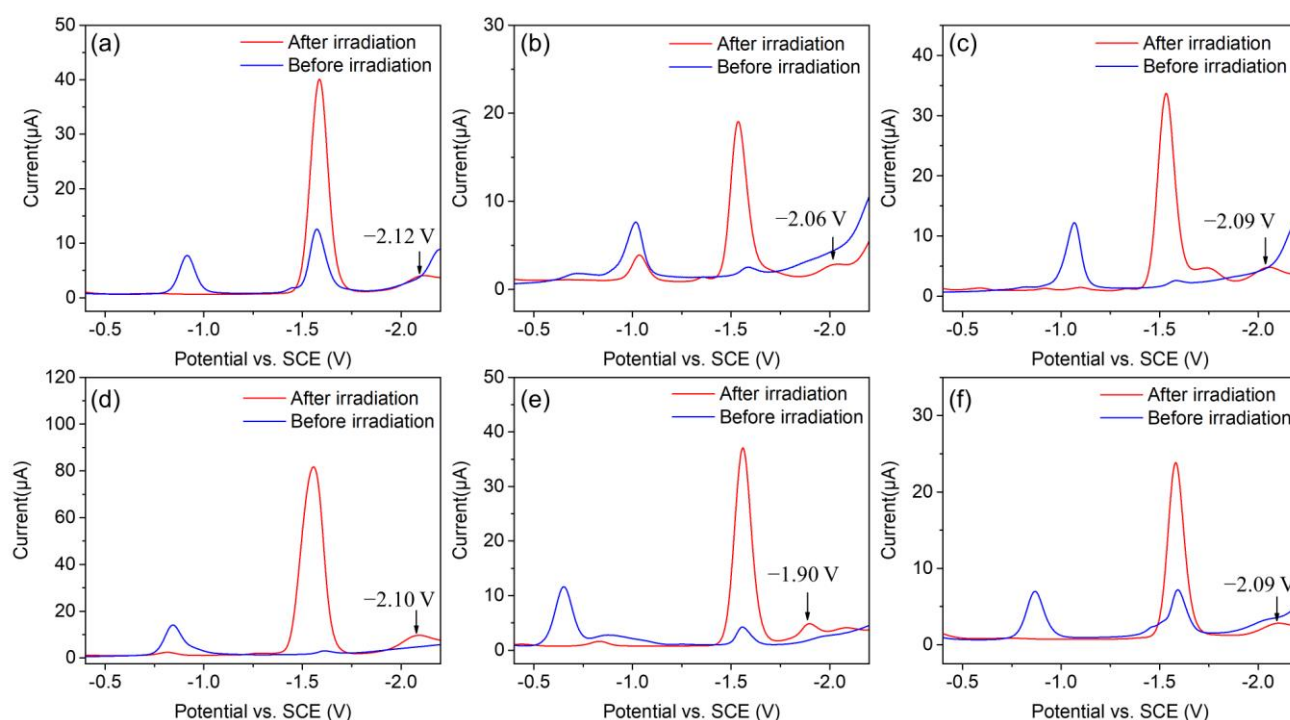 (a)
After irradiation
Before irradiation
50
40
30
20
10
0
Current(μA)
−2.12 V
-0.5
-1.0
-1.5
-2.0
Potential vs. SCE (V)
(b)
After irradiation
Before irradiation
30
20
10
0
Current(μA)
−2.06 V
-0.5
-1.0
-1.5
-2.0
Potential vs. SCE (V)
(c)
After irradiation
Before irradiation
40
30
20
10
0
Current(μA)
−2.09 V
-0.5
-1.0
-1.5
-2.0
Potential vs. SCE (V)
(d)
After irradiation
Before irradiation
120
100
80
60
40
20
0
Current(μA)
−2.10 V
-0.5
-1.0
-1.5
-2.0
Potential vs. SCE (V)
(e)
After irradiation
Before irradiation
50
40
30
20
10
0
Current(μA)
−1.90 V
-0.5
-1.0
-1.5
-2.0
Potential vs. SCE (V)
(f)
After irradiation
Before irradiation
30
20
10
0
Current(μA)
−2.09 V
-0.5
-1.0
-1.5
-2.0
Potential vs. SCE (V)